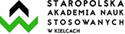 STAROPOLSKA
AKADEMIA NAUK
STOSOWANYCH
W KIELCACH